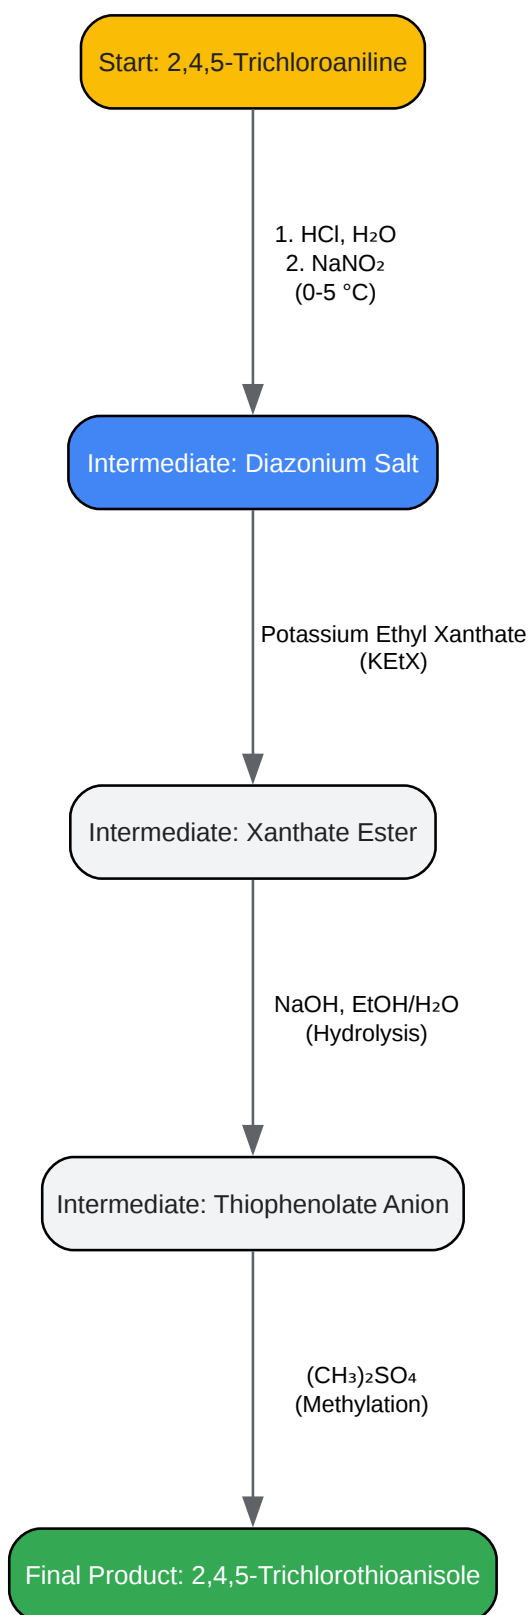 Start: 2,4,5-Trichloroaniline
1. HCl, H₂O
2. NaNO₂
(0-5 °C)
Intermediate: Diazonium Salt
Potassium Ethyl Xanthate
(KEtX)
Intermediate: Xanthate Ester
NaOH, EtOH/H₂O
(Hydrolysis)
Intermediate: Thiophenolate Anion
(CH₃)₂SO₄
(Methylation)
Final Product: 2,4,5-Trichlorothioanisole